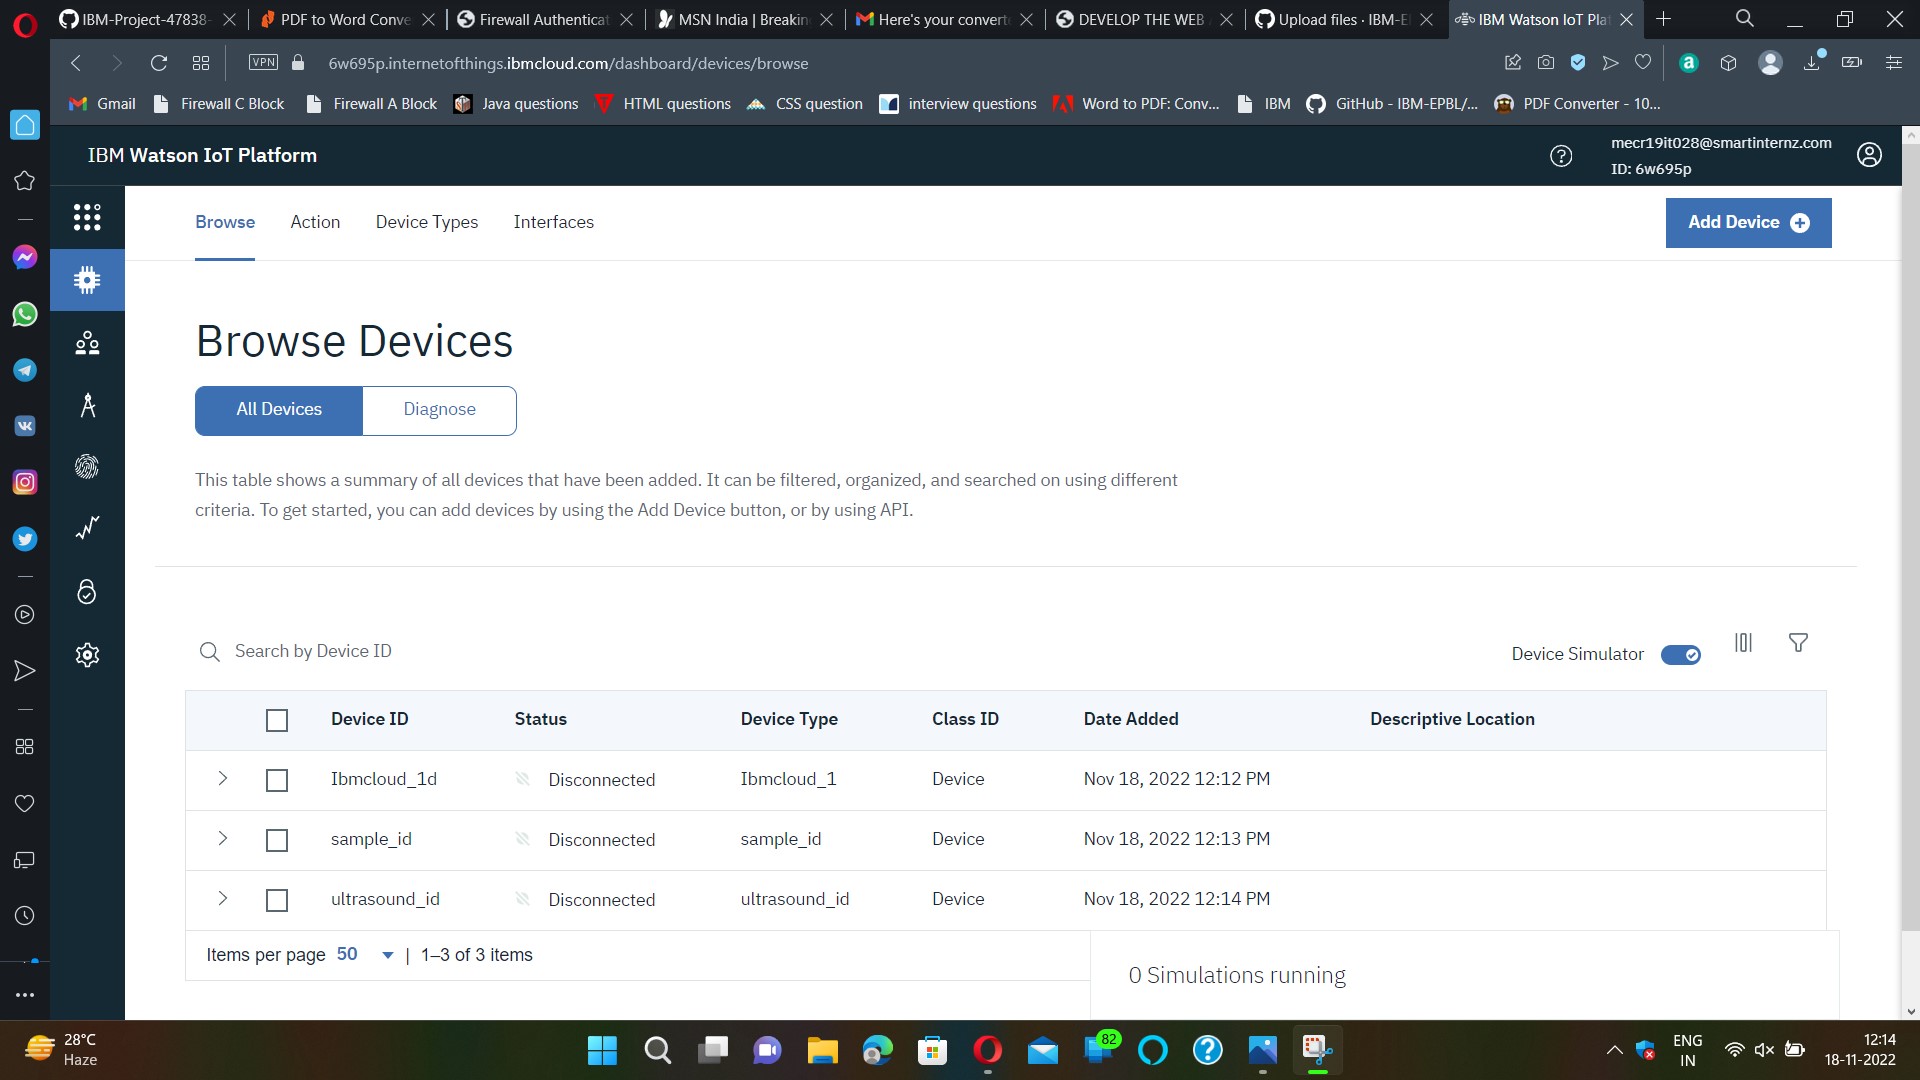 IBM-Project-47838-
PDF to Word Conve
Firewall Authenticat
MSN India | Breakin
Here's your convert
DEVELOP THE WEB
Upload files · IBM-E
IBM Watson IoT Pla
VPN
6w695p.internetofthings.ibmcloud.com/dashboard/devices/browse
Gmail
Firewall C Block
Firewall A Block
Java questions
HTML questions
CSS question
interview questions
Word to PDF: Conv...
IBM
GitHub - IBM-EPBL/...
PDF Converter - 10...
IBM Watson IoT Platform
mecr19it028@smartinternz.com
ID: 6w695p
Browse
Action
Device Types
Interfaces
Add Device
Browse Devices
All Devices
Diagnose
This table shows a summary of all devices that have been added. It can be filtered, organized, and searched on using different
criteria. To get started, you can add devices by using the Add Device button, or by using API.
Search by Device ID
Device Simulator
Device ID Status Device Type Class ID Date Added Descriptive Location
Ibmcloud_1d Disconnected Ibmcloud_1 Device Nov 18, 2022 12:12 PM
sample_id Disconnected sample_id Device Nov 18, 2022 12:13 PM
ultrasound_id Disconnected ultrasound_id Device Nov 18, 2022 12:14 PM
Items per page 50 | 1–3 of 3 items
0 Simulations running
28°C
Haze
82
ENG
IN
12:14
18-11-2022